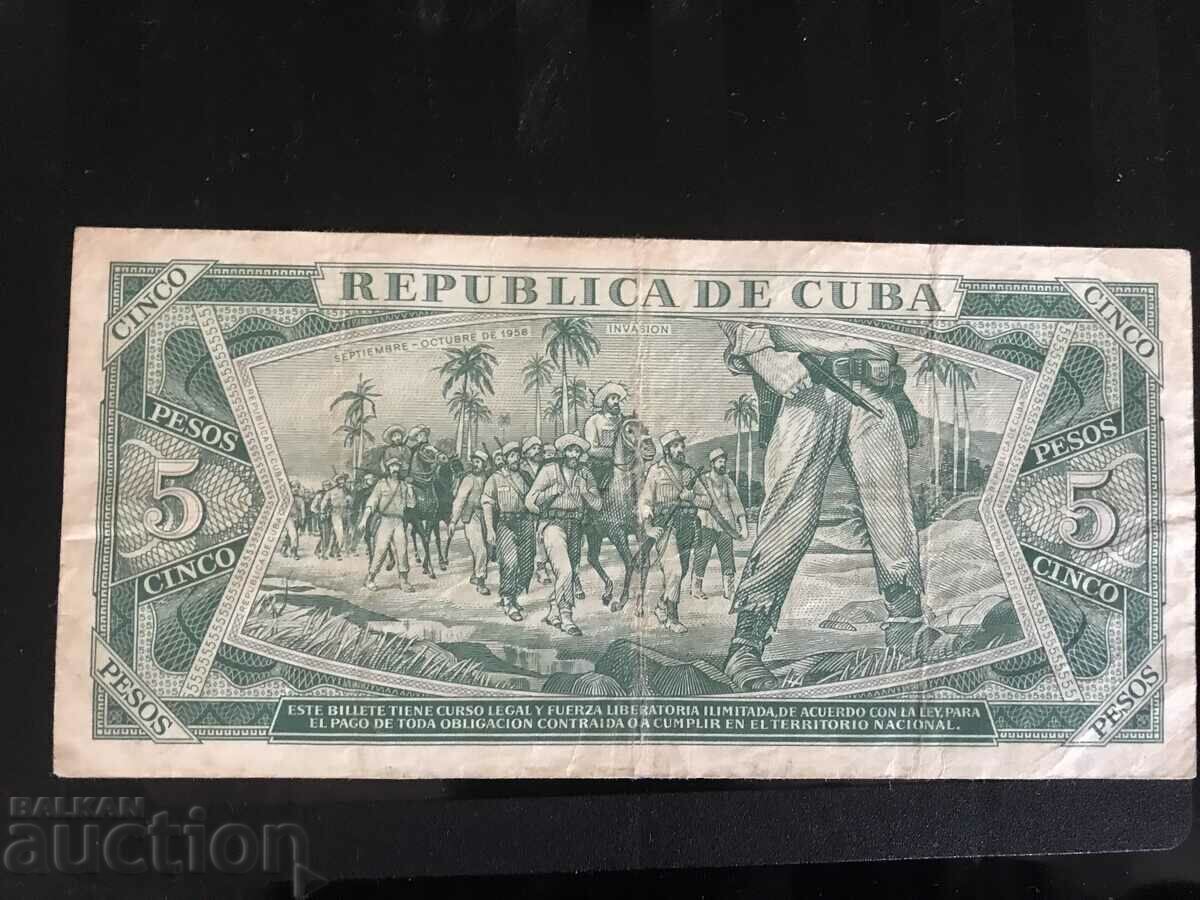 REPUBLICA DE CUBA
CINCO
CINCO
SEPTIEMBRE - OCTUBRE DE 1958
INVASION
PESOS
PESOS
5
5
CINCO
CINCO
PESOS
PESOS
ESTE BILLETE TIENE CURSO LEGAL Y FUERZA LIBERATORIA ILIMITADA, DE ACUERDO CON LA LEY, PARA
EL PAGO DE TODA OBLIGACION CONTRAIDA O A CUMPLIR EN EL TERRITORIO NACIONAL.
BALKAN
auction